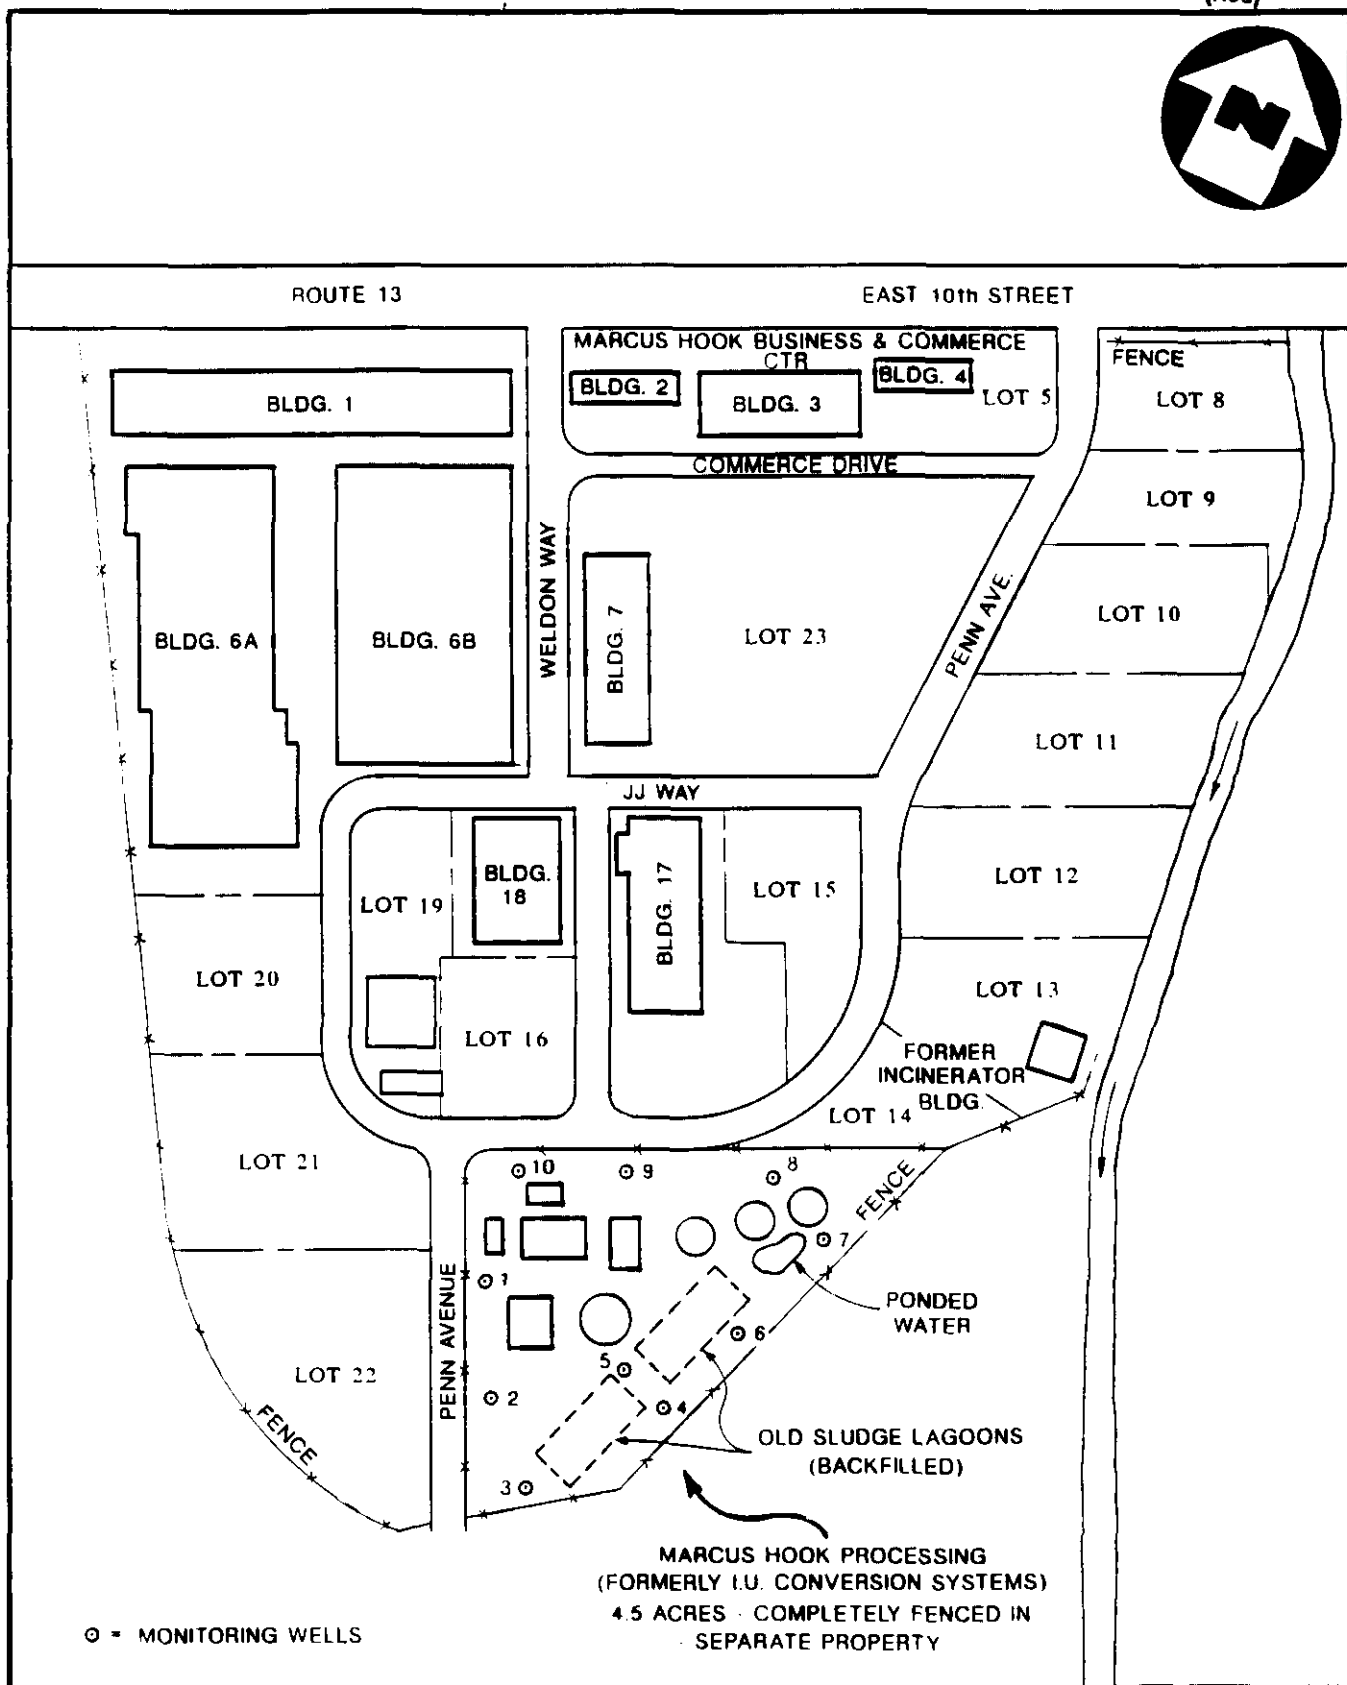 N
ROUTE 13
EAST 10th STREET
MARCUS HOOK BUSINESS & COMMERCE
CTR
FENCE
BLDG. 1
BLDG. 2
BLDG. 3
BLDG. 4
LOT 5
LOT 8
COMMERCE DRIVE
LOT 9
WELDON WAY
BLDG. 6A
BLDG. 6B
BLDG. 7
LOT 23
PENN AVE.
LOT 10
LOT 11
JJ WAY
LOT 19
BLDG.
18
BLDG. 17
LOT 15
LOT 12
LOT 20
LOT 16
LOT 13
FORMER
INCINERATOR
BLDG.
LOT 14
LOT 21
10
9
8
FENCE
7
1
PENN AVENUE
PONDED
WATER
6
5
LOT 22
2
4
FENCE
OLD SLUDGE LAGOONS
(BACKFILLED)
3
MARCUS HOOK PROCESSING
(FORMERLY I.U. CONVERSION SYSTEMS)
4.5 ACRES - COMPLETELY FENCED IN
- SEPARATE PROPERTY
⊙ = MONITORING WELLS